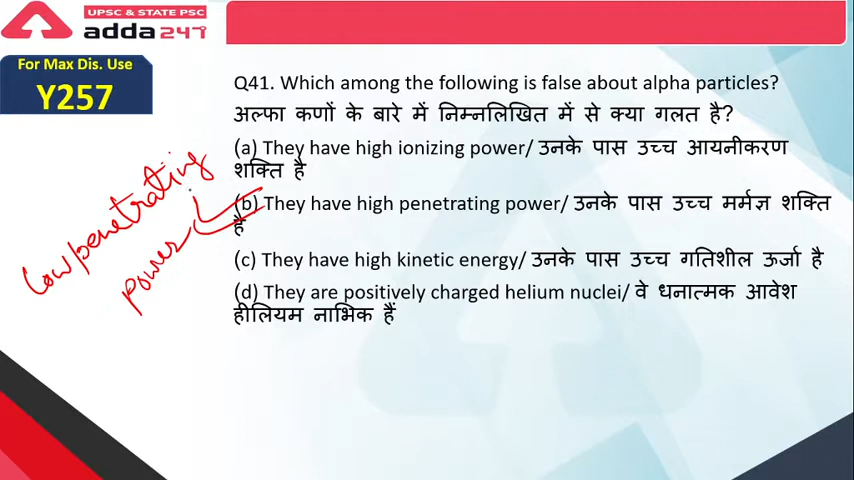 UPSC & STATE PSC
adda247
For Max Dis. Use
Y257
Q41. Which among the following is false about alpha particles?
अल्फा कणों के बारे में निम्नलिखित में से क्या गलत है?
(a) They have high ionizing power/ उनके पास उच्च आयनीकरण
शक्ति है
(b) They have high penetrating power/ उनके पास उच्च मर्मज्ञ शक्ति
है
(c) They have high kinetic energy/ उनके पास उच्च गतिशील ऊर्जा है
(d) They are positively charged helium nuclei/ वे धनात्मक आवेश
हीलियम नाभिक हैं
Low penetrating
power